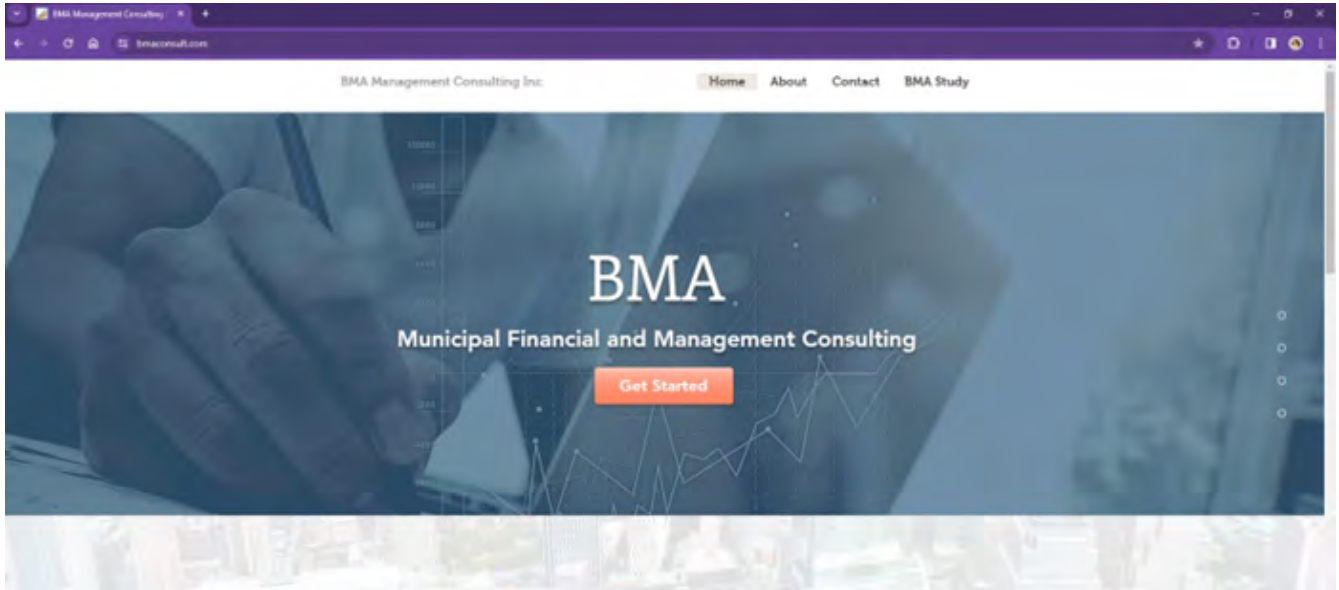 BMA Management Consulting
bmaconsult.com
BMA Management Consulting Inc.
Home About Contact BMA Study
BMA
Municipal Financial and Management Consulting
Get Started